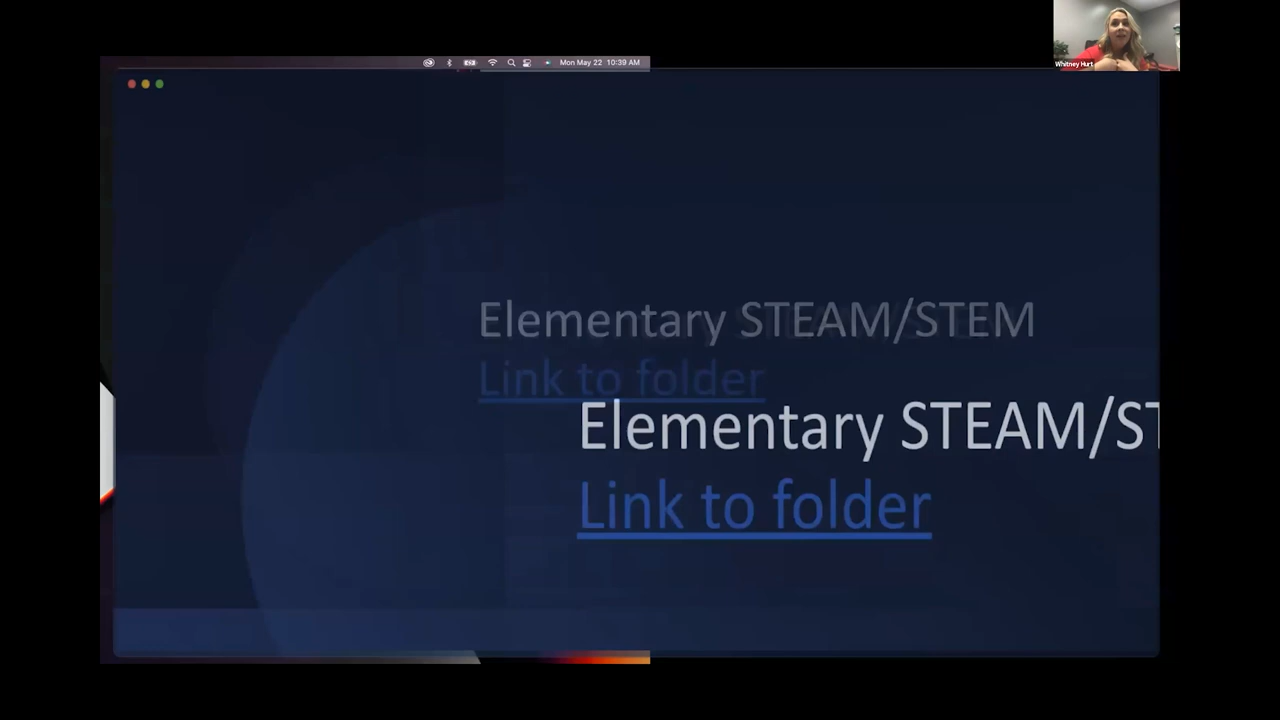 Whitney Hurt
Mon May 22 10:39 AM
Elementary STEAM/STEM
Link to folder
Elementary STEAM/ST
Link to folder